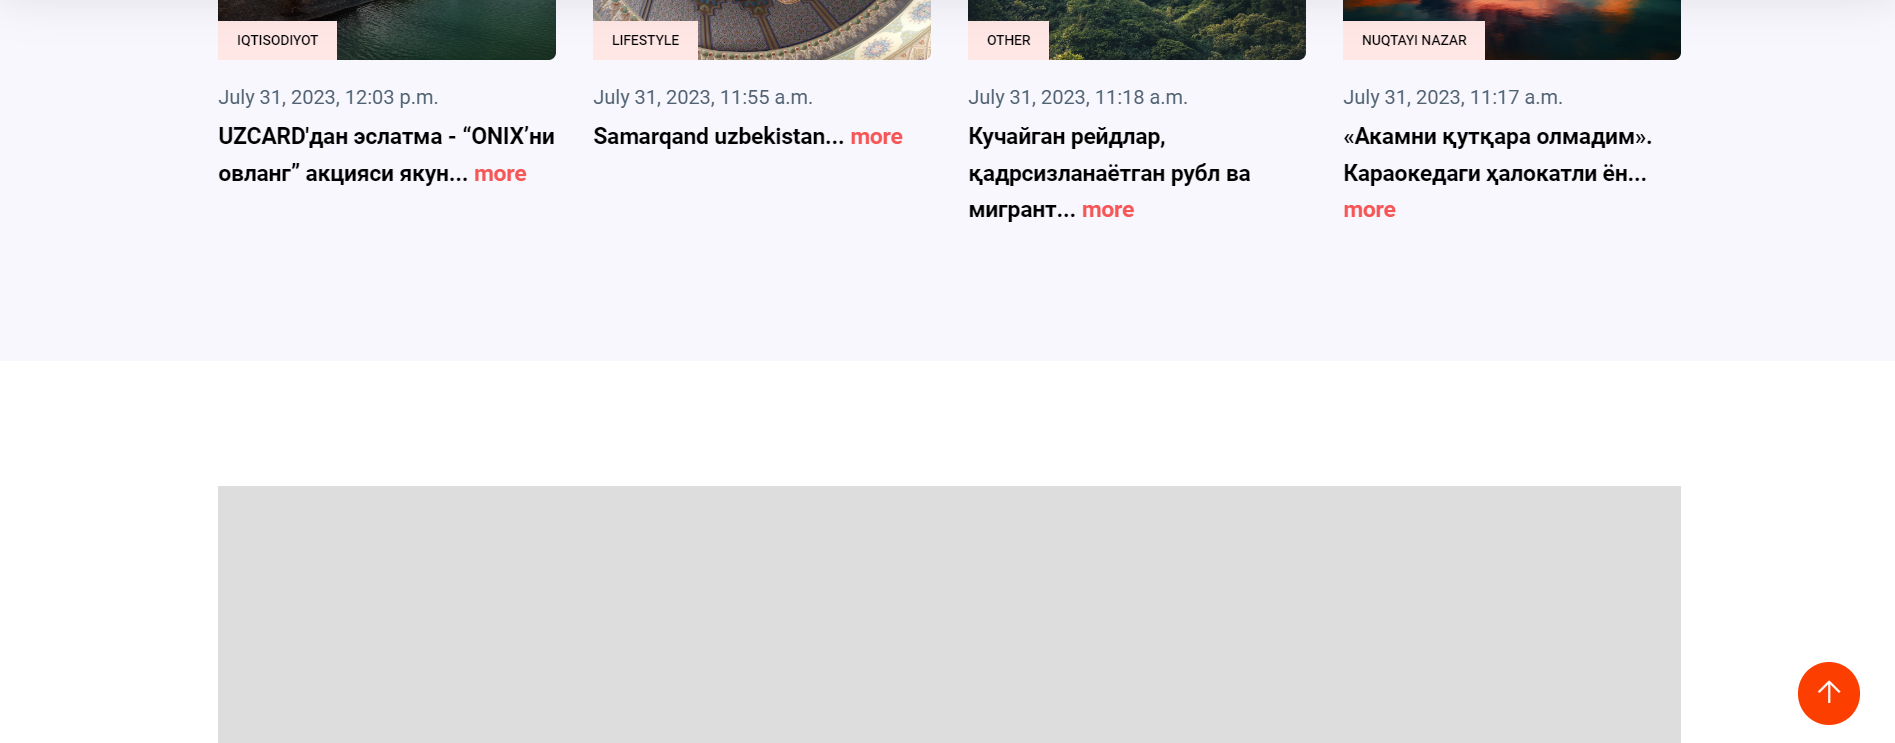 IQTISODIYOT
July 31, 2023, 12:03 p.m.
UZCARD'дан эслатма - “ONIX’ни
овланг” акцияси якун... more
LIFESTYLE
July 31, 2023, 11:55 a.m.
Samarqand uzbekistan... more
OTHER
July 31, 2023, 11:18 a.m.
Кучайган рейдлар,
қадрсизланаётган рубл ва
мигрант... more
NUQTAYI NAZAR
July 31, 2023, 11:17 a.m.
«Акамни қутқара олмадим».
Караокедаги ҳалокатли ён...
more